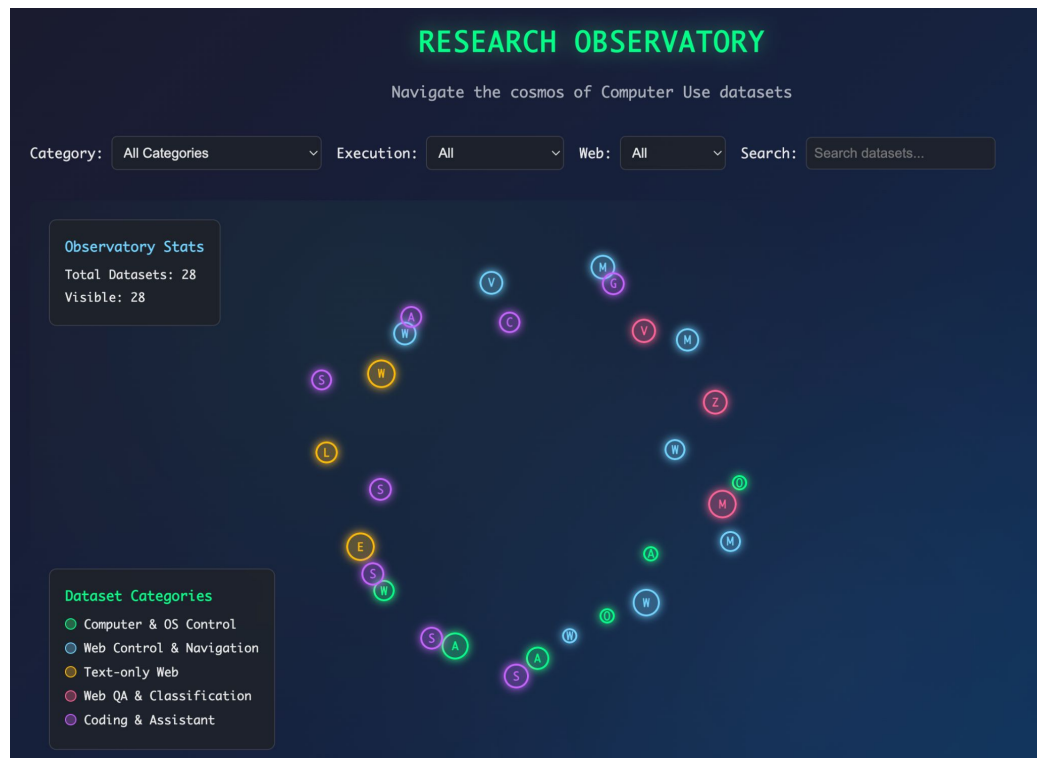 RESEARCH OBSERVATORY
Navigate the cosmos of Computer Use datasets
Category: All Categories Execution: All Web: All Search: Search datasets...
Observatory Stats
Total Datasets: 28
Visible: 28
M
V
G
A
C
V
W
M
W
S
Z
W
L
O
S
M
M
E
A
S
W
W
O
W
S
A
A
S
Dataset Categories
Computer & OS Control
Web Control & Navigation
Text-only Web
Web QA & Classification
Coding & Assistant